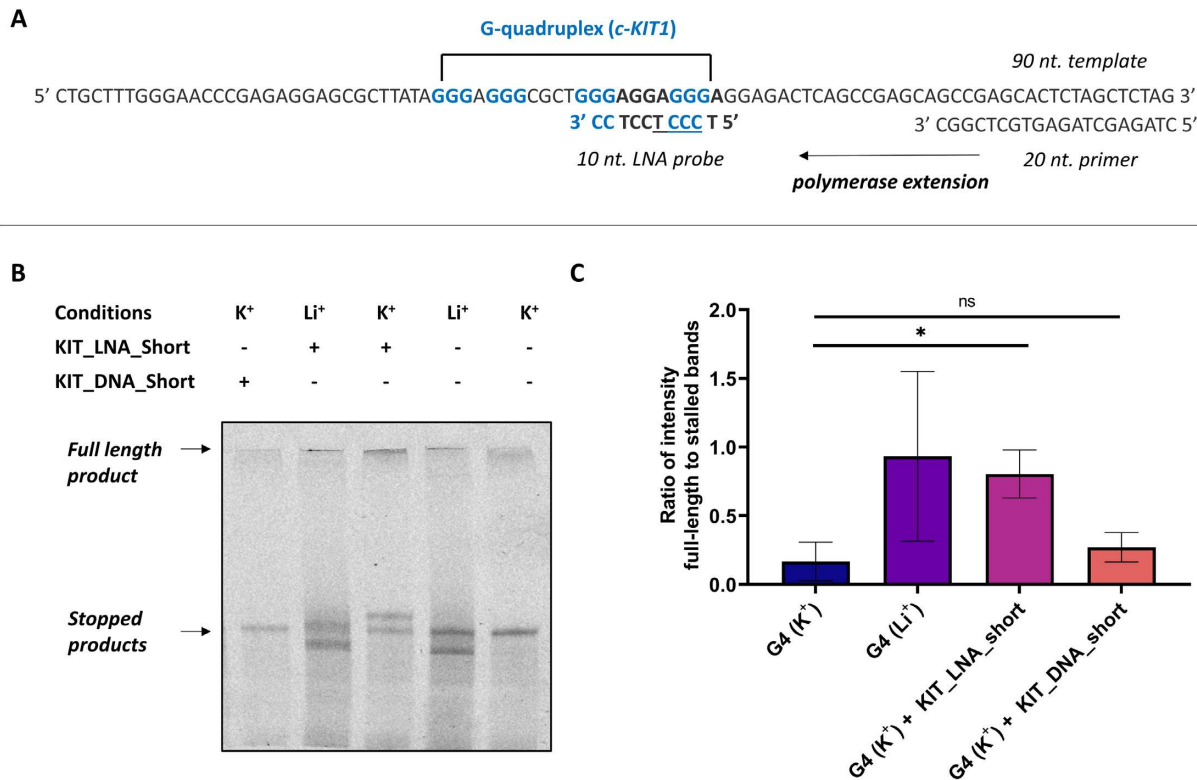 A
G-quadruplex (c-KIT1)
90 nt. template
5’ CTGCTTTGGGAACCCGAGAGGAGCGCTTATAGGGAGGGCGCTGGGAGGAGGGAGGAGACTCAGCCGAGCAGCCGAGCACTCTAGCTCTAG 3’
3’ CC TCCT CCC T 5’
3’ CGGCTCGTGAGATCGAGATC 5’
10 nt. LNA probe
20 nt. primer
polymerase extension
B
Conditions K⁺ Li⁺ K⁺ Li⁺ K⁺
KIT_LNA_Short - + + - -
KIT_DNA_Short + - - - -
Full length
product
Stopped
products
C
Ratio of intensity
full-length to stalled bands
2.0
1.5
1.0
0.5
0.0
ns
*
G4 (K⁺)
G4 (Li⁺)
G4 (K⁺) + KIT_LNA_short
G4 (K⁺) + KIT_DNA_short